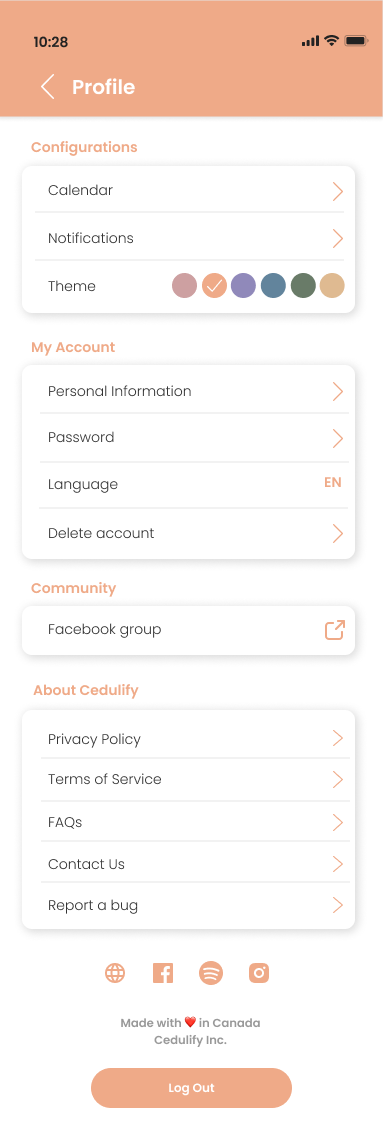 10:28
Profile
Configurations
Calendar
Notifications
Theme
My Account
Personal Information
Password
Language EN
Delete account
Community
Facebook group
About Cedulify
Privacy Policy
Terms of Service
FAQs
Contact Us
Report a bug
Made with ❤️ in Canada
Cedulify Inc.
Log Out